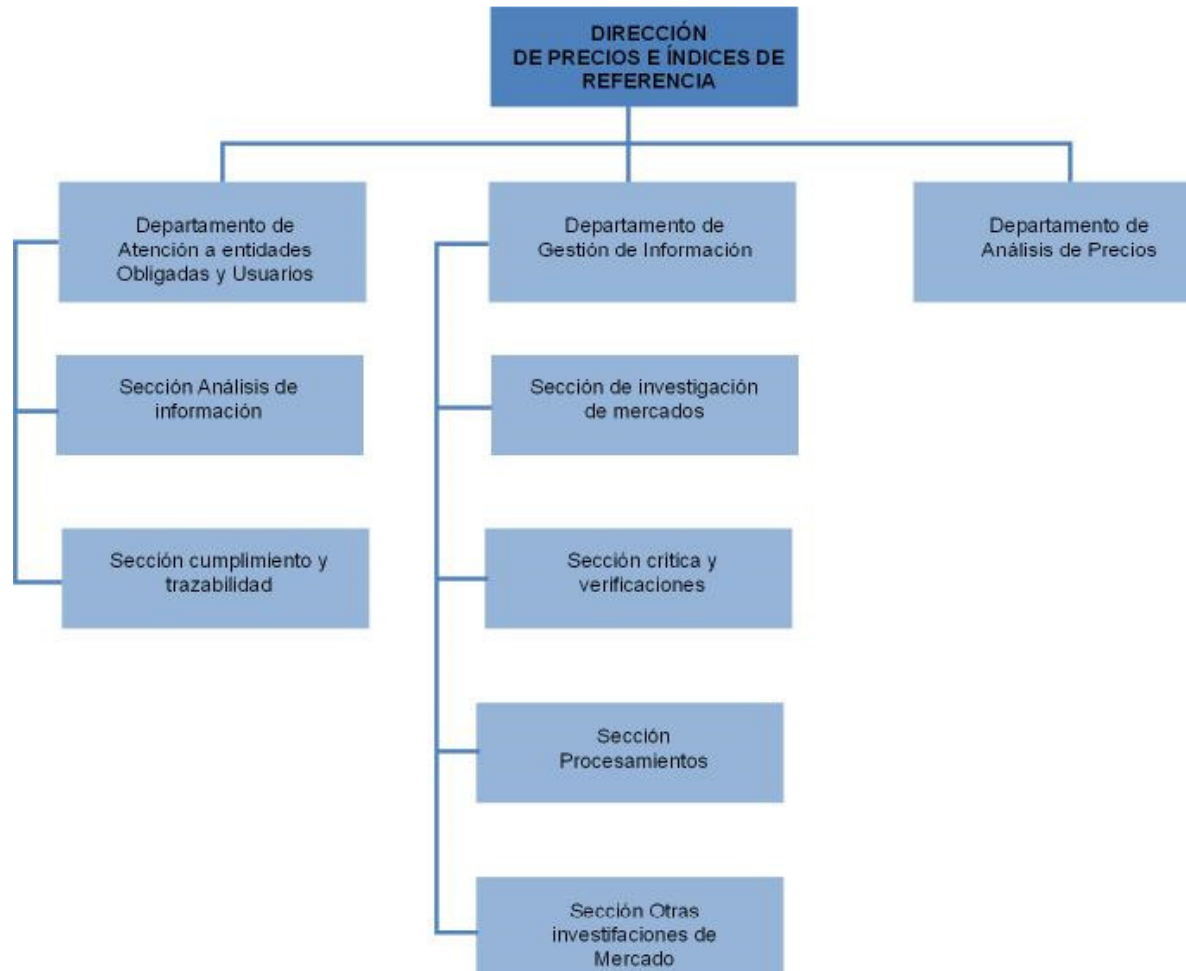 DIRECCIÓN
DE PRECIOS E ÍNDICES DE
REFERENCIA
Departamento de
Atención a entidades
Obligadas y Usuarios
Departamento de
Gestión de Información
Departamento de
Análisis de Precios
Sección Análisis de
información
Sección de investigación
de mercados
Sección cumplimiento y
trazabilidad
Sección critica y
verificaciones
Sección
Procesamientos
Sección Otras
investifaciones de
Mercado